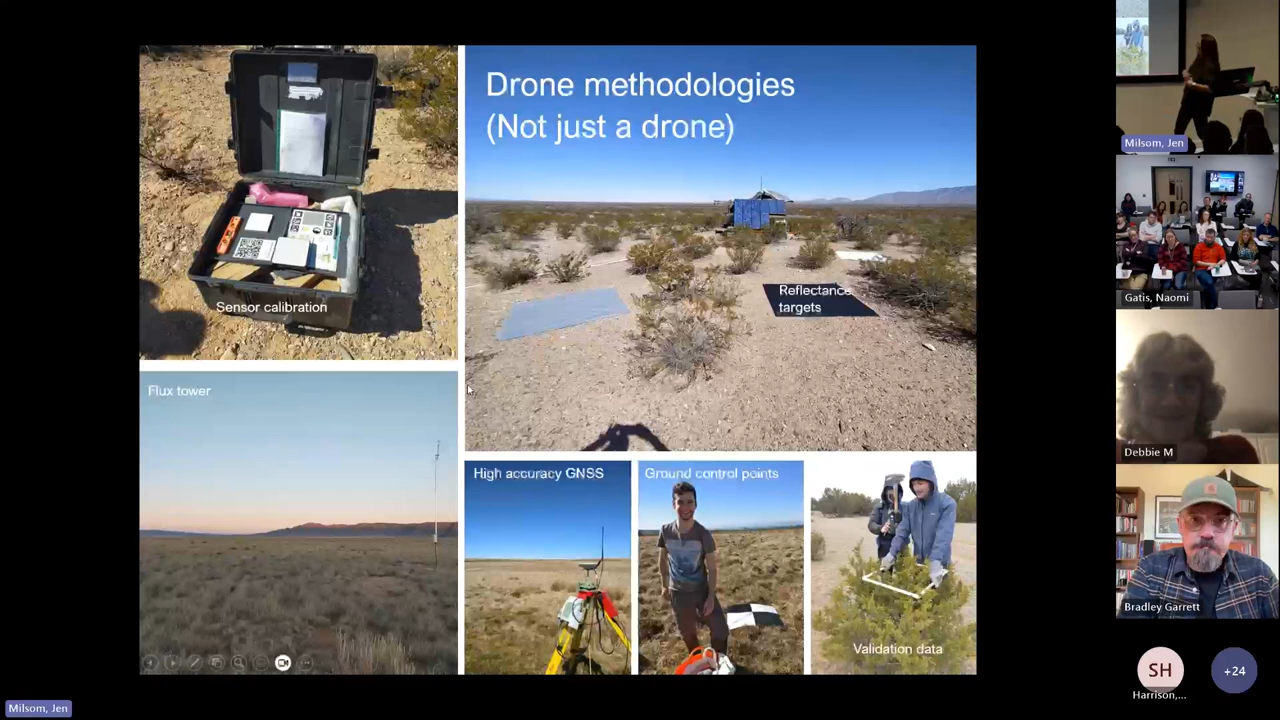 Drone methodologies
(Not just a drone)
Sensor calibration
Reflectance
targets
Flux tower
High accuracy GNSS
Ground control points
Validation data
Milsom, Jen
Gatis, Naomi
Debbie M
Bradley Garrett
SH
Harrison,...
+24
Milsom, Jen